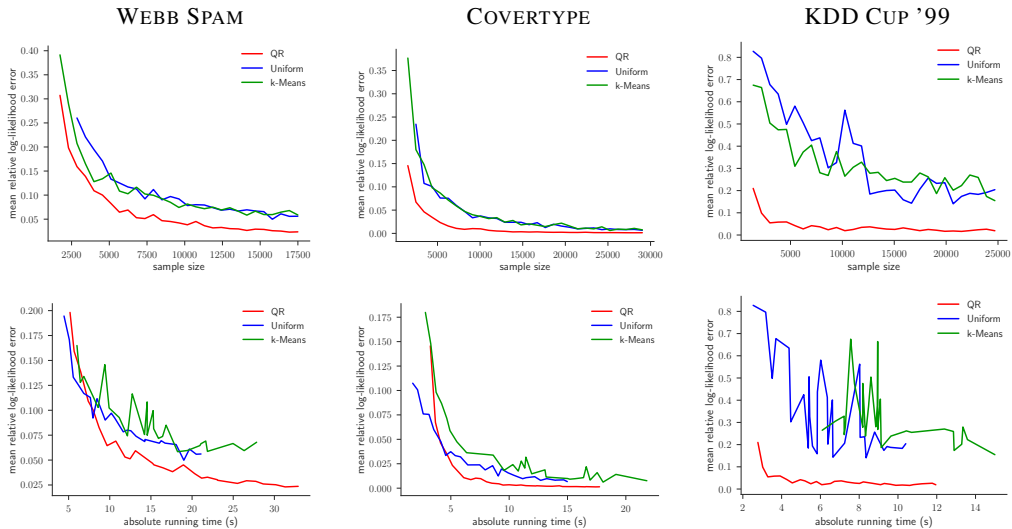 WEBB SPAM
COVERTYPE
KDD CUP '99
mean relative log-likelihood error
0.40
0.35
0.30
0.25
0.20
0.15
0.10
0.05
QR
Uniform
k-Means
2500 5000 7500 10000 12500 15000 17500
sample size
mean relative log-likelihood error
0.35
0.30
0.25
0.20
0.15
0.10
0.05
0.00
QR
Uniform
k-Means
5000 10000 15000 20000 25000 30000
sample size
mean relative log-likelihood error
0.8
0.7
0.6
0.5
0.4
0.3
0.2
0.1
0.0
QR
Uniform
k-Means
5000 10000 15000 20000 25000
sample size
mean relative log-likelihood error
0.200
0.175
0.150
0.125
0.100
0.075
0.050
0.025
QR
Uniform
k-Means
5 10 15 20 25 30
absolute running time (s)
mean relative log-likelihood error
0.175
0.150
0.125
0.100
0.075
0.050
0.025
0.000
QR
Uniform
k-Means
5 10 15 20
absolute running time (s)
mean relative log-likelihood error
0.8
0.7
0.6
0.5
0.4
0.3
0.2
0.1
0.0
QR
Uniform
k-Means
2 4 6 8 10 12 14
absolute running time (s)